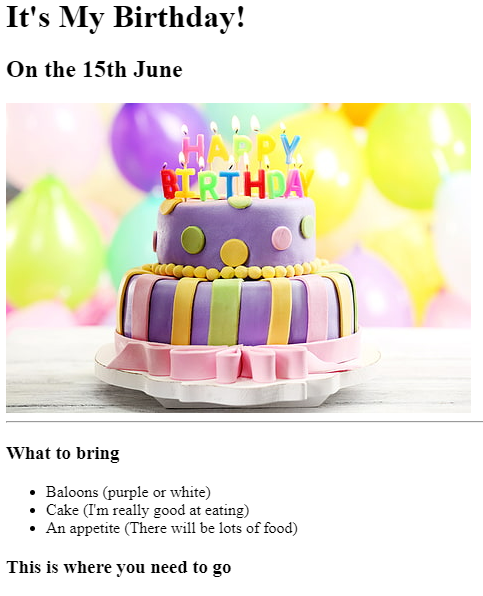 It's My Birthday!
On the 15th June
HAPPY
BIRTHDAY
What to bring
Baloons (purple or white)
Cake (I'm really good at eating)
An appetite (There will be lots of food)
This is where you need to go